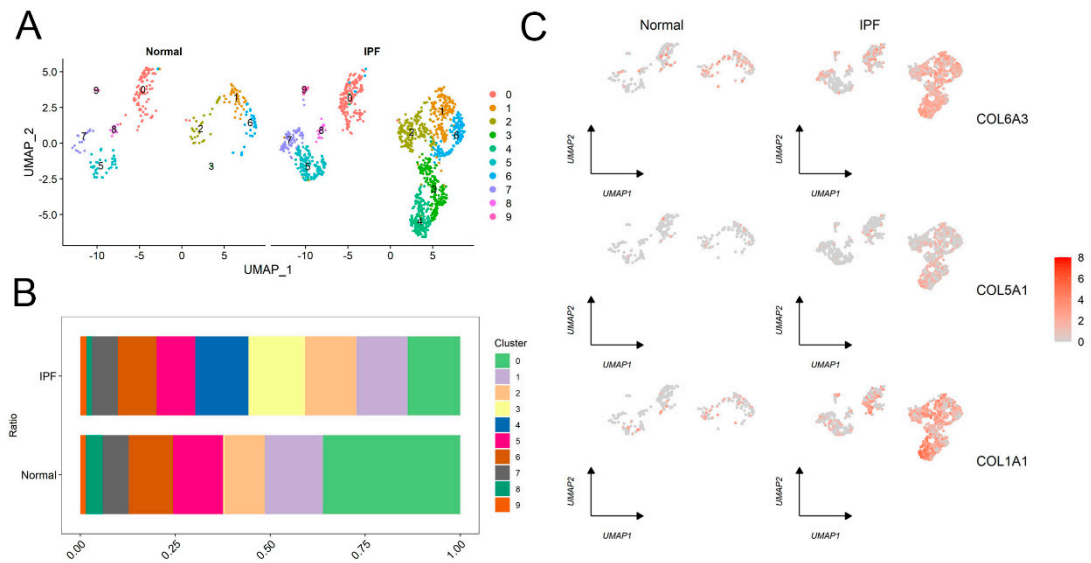 A
Normal
IPF
5.0
2.5
0.0
-2.5
-5.0
UMAP_2
9
0
1
7
8
2
6
5
3
9
0
1
7
8
2
6
5
3
4
-10
-5
0
5
-10
-5
0
5
UMAP_1
0
1
2
3
4
5
6
7
8
9
B
IPF
Normal
Ratio
0.00
0.25
0.50
0.75
1.00
Cluster
0
1
2
3
4
5
6
7
8
9
C
Normal
IPF
UMAP2
UMAP1
UMAP2
UMAP1
COL6A3
UMAP2
UMAP1
UMAP2
UMAP1
COL5A1
UMAP2
UMAP1
UMAP2
UMAP1
COL1A1
8
6
4
2
0